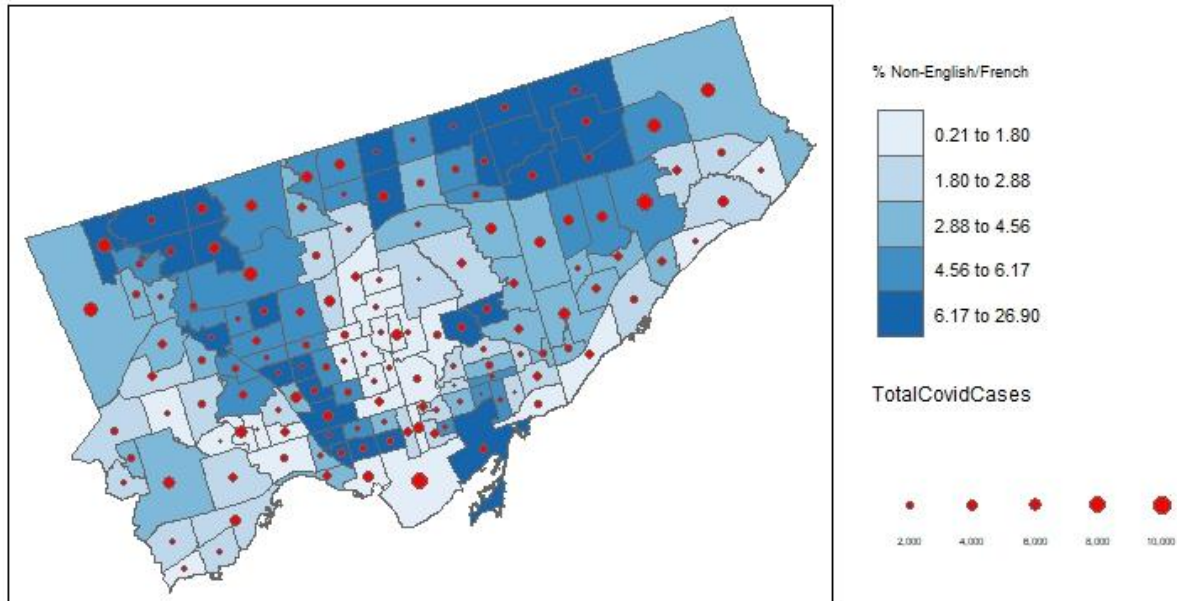 % Non-English/French
0.21 to 1.80
1.80 to 2.88
2.88 to 4.56
4.56 to 6.17
6.17 to 26.90
TotalCovidCases
2,000 4,000 6,000 8,000 10,000